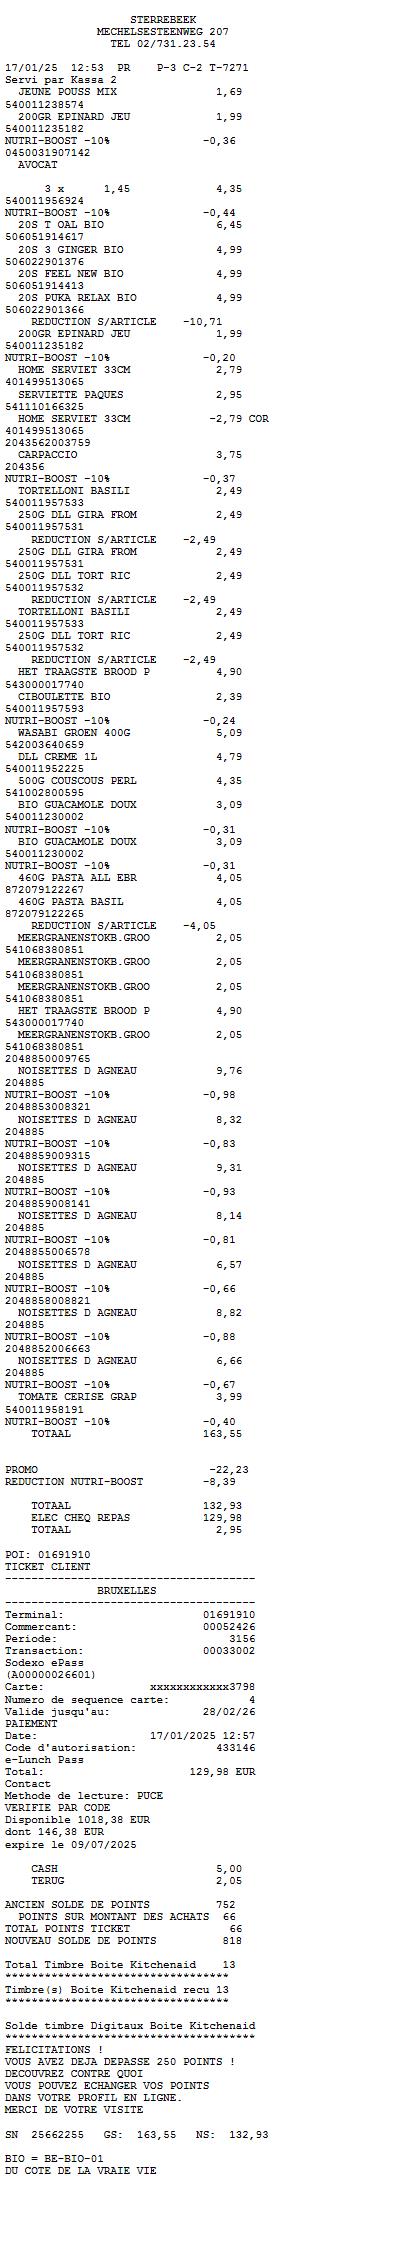 STERREBEEK
MECHELSESTEENWEG 207
TEL 02/731.23.54
17/01/25 12:53 PR P-3 C-2 T-7271
Servi par Kassa 2
JEUNE POUSS MIX 1,69
540011238574
200GR EPINARD JEU 1,99
540011235182
NUTRI-BOOST -10% -0,36
0450031907142
AVOCAT
3 x 1,45 4,35
540011956924
NUTRI-BOOST -10% -0,44
20S T OAL BIO 6,45
506051914617
20S 3 GINGER BIO 4,99
506022901376
20S FEEL NEW BIO 4,99
506051914413
20S PUKA RELAX BIO 4,99
506022901366
REDUCTION S/ARTICLE -10,71
200GR EPINARD JEU 1,99
540011235182
NUTRI-BOOST -10% -0,20
HOME SERVIET 33CM 2,79
401499513065
SERVIETTE PAQUES 2,95
541110166325
HOME SERVIET 33CM -2,79 COR
401499513065
2043562003759
CARPACCIO 3,75
204356
NUTRI-BOOST -10% -0,37
TORTELLONI BASILI 2,49
540011957533
250G DLL GIRA FROM 2,49
540011957531
REDUCTION S/ARTICLE -2,49
250G DLL GIRA FROM 2,49
540011957531
250G DLL TORT RIC 2,49
540011957532
REDUCTION S/ARTICLE -2,49
TORTELLONI BASILI 2,49
540011957533
250G DLL TORT RIC 2,49
540011957532
REDUCTION S/ARTICLE -2,49
HET TRAAGSTE BROOD P 4,90
543000017740
CIBOULETTE BIO 2,39
540011957593
NUTRI-BOOST -10% -0,24
WASABI GROEN 400G 5,09
542003640659
DLL CREME 1L 4,79
540011952225
500G COUSCOUS PERL 4,35
541002800595
BIO GUACAMOLE DOUX 3,09
540011230002
NUTRI-BOOST -10% -0,31
BIO GUACAMOLE DOUX 3,09
540011230002
NUTRI-BOOST -10% -0,31
460G PASTA ALL EBR 4,05
872079122267
460G PASTA BASIL 4,05
872079122265
REDUCTION S/ARTICLE -4,05
MEERGRANENSTOKB.GROO 2,05
541068380851
MEERGRANENSTOKB.GROO 2,05
541068380851
MEERGRANENSTOKB.GROO 2,05
541068380851
HET TRAAGSTE BROOD P 4,90
543000017740
MEERGRANENSTOKB.GROO 2,05
541068380851
2048850009765
NOISETTES D AGNEAU 9,76
204885
NUTRI-BOOST -10% -0,98
2048853008321
NOISETTES D AGNEAU 8,32
204885
NUTRI-BOOST -10% -0,83
2048859009315
NOISETTES D AGNEAU 9,31
204885
NUTRI-BOOST -10% -0,93
2048859008141
NOISETTES D AGNEAU 8,14
204885
NUTRI-BOOST -10% -0,81
2048855006578
NOISETTES D AGNEAU 6,57
204885
NUTRI-BOOST -10% -0,66
2048858008821
NOISETTES D AGNEAU 8,82
204885
NUTRI-BOOST -10% -0,88
2048852006663
NOISETTES D AGNEAU 6,66
204885
NUTRI-BOOST -10% -0,67
TOMATE CERISE GRAP 3,99
540011958191
NUTRI-BOOST -10% -0,40
TOTAAL 163,55
PROMO -22,23
REDUCTION NUTRI-BOOST -8,39
TOTAAL 132,93
ELEC CHEQ REPAS 129,98
TOTAAL 2,95
POI: 01691910
TICKET CLIENT
--------------------------------------
BRUXELLES
--------------------------------------
Terminal: 01691910
Commercant: 00052426
Periode: 3156
Transaction: 00033002
Sodexo ePass
(A00000026601)
Carte: xxxxxxxxxxxx3798
Numero de sequence carte: 4
Valide jusqu'au: 28/02/26
PAIEMENT
Date: 17/01/2025 12:57
Code d'autorisation: 433146
e-Lunch Pass
Total: 129,98 EUR
Contact
Methode de lecture: PUCE
VERIFIE PAR CODE
Disponible 1018,38 EUR
dont 146,38 EUR
expire le 09/07/2025
CASH 5,00
TERUG 2,05
ANCIEN SOLDE DE POINTS 752
POINTS SUR MONTANT DES ACHATS 66
TOTAL POINTS TICKET 66
NOUVEAU SOLDE DE POINTS 818
Total Timbre Boite Kitchenaid 13
**********************************
Timbre(s) Boite Kitchenaid recu 13
**********************************
Solde timbre Digitaux Boite Kitchenaid
**************************************
FELICITATIONS !
VOUS AVEZ DEJA DEPASSE 250 POINTS !
DECOUVREZ CONTRE QUOI
VOUS POUVEZ ECHANGER VOS POINTS
DANS VOTRE PROFIL EN LIGNE.
MERCI DE VOTRE VISITE
SN 25662255 GS: 163,55 NS: 132,93
BIO = BE-BIO-01
DU COTE DE LA VRAIE VIE